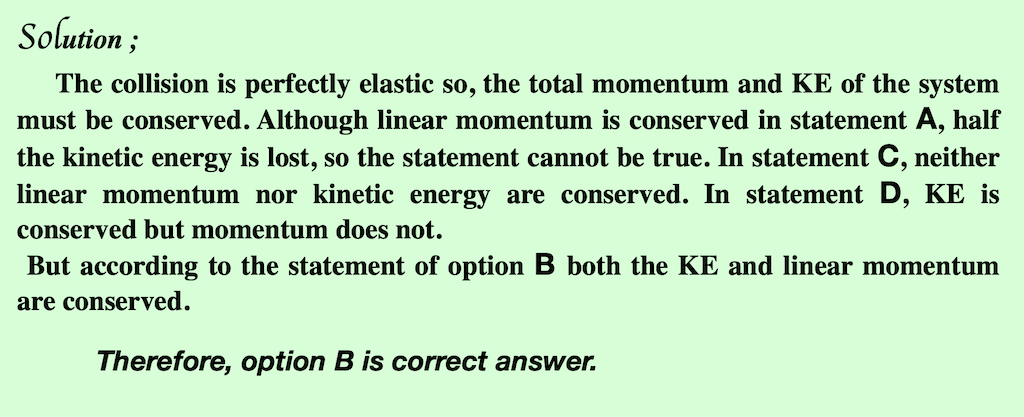 Solution ;
The collision is perfectly elastic so, the total momentum and KE of the system
must be conserved. Although linear momentum is conserved in statement A, half
the kinetic energy is lost, so the statement cannot be true. In statement C, neither
linear momentum nor kinetic energy are conserved. In statement D, KE is
conserved but momentum does not.
But according to the statement of option B both the KE and linear momentum
are conserved.
Therefore, option B is correct answer.